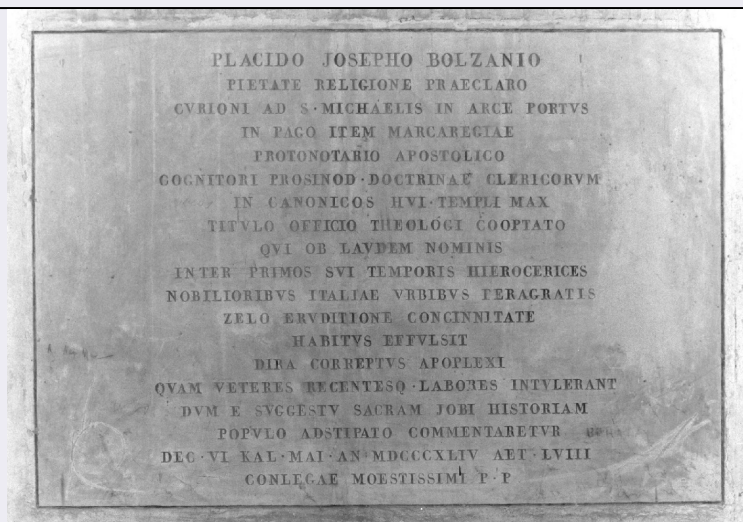 PLACIDO JOSEPHO BOLZANIO
PIETATE RELIGIONE PRAECLARO
CVRIONI AD S·MICHAELIS IN ARCE PORTVS
IN PAGO ITEM MARCAREGIAE
PROTONOTARIO APOSTOLICO
COGNITORI PROSINOD·DOCTRINAE CLERICORVM
IN CANONICOS HVI·TEMPLI MAX
TITVLO OFFICIO THEOLOGI COOPTATO
QVI OB LAVDEM NOMINIS
INTER PRIMOS SVI TEMPORIS HIEROCERICES
NOBILIORIBVS ITALIAE VRBIBVS PERAGRATIS
ZELO ERVDITIONE CONCINNITATE
HABITVS EFFVLSIT
DIRA CORREPTVS APOPLEXI
QVAM VETERES RECENTESQ·LABORES INTVLERANT
DVM E SVGGESTV SACRAM JOBI HISTORIAM
POPVLO ADSTIPATO COMMENTARETVR
DEC·VI KAL·MAI·AN·MDCCCXLIV AET·LVIII
CONLEGAE MOESTISSIMI P·P